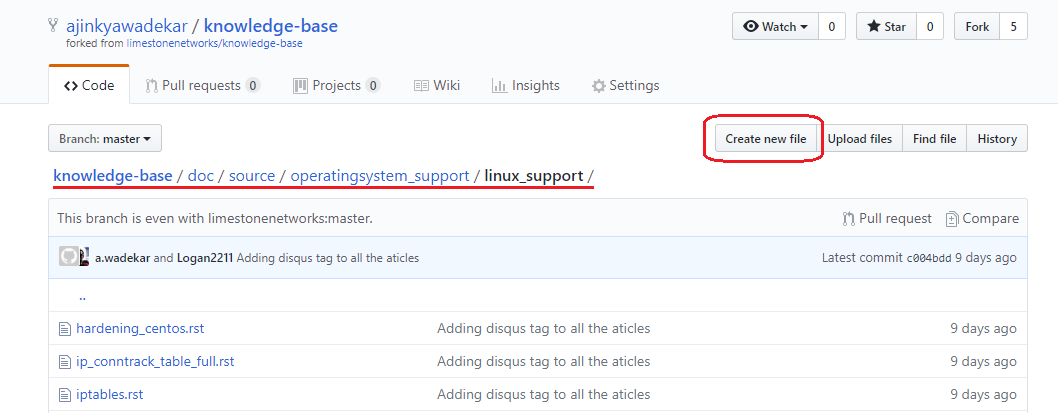 ajinkyawadekar / knowledge-base
forked from limestonenetworks/knowledge-base
Watch 0 Star 0 Fork 5
Code Pull requests 0 Projects 0 Wiki Insights Settings
Branch: master Create new file Upload files Find file History
knowledge-base / doc / source / operatingsystem_support / linux_support /
This branch is even with limestonenetworks:master. Pull request Compare
a.wadekar and Logan2211 Adding disqus tag to all the aticles Latest commit c004bdd 9 days ago
..
hardening_centos.rst Adding disqus tag to all the aticles 9 days ago
ip_conntrack_table_full.rst Adding disqus tag to all the aticles 9 days ago
iptables.rst Adding disqus tag to all the aticles 9 days ago